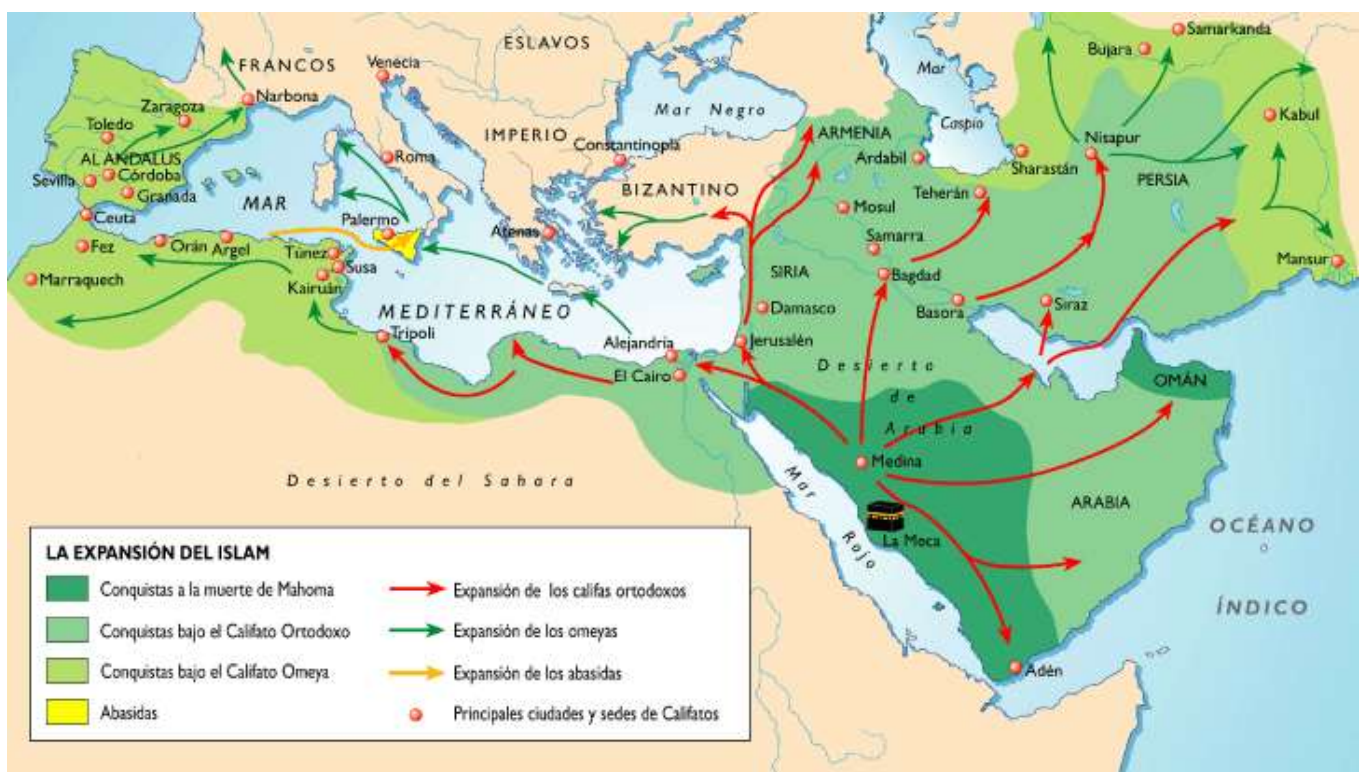 ESLAVOS
FRANCOS
Venecia
Narbona
Zaragoza
Toledo
AL ANDALUS
Córdoba
Sevilla
Granada
Ceuta
Fez
Orán
Argel
Marraquech
MAR
MEDITERRÁNEO
Roma
Palermo
Túnez
Susa
Kairuán
Trípoli
IMPERIO
BIZANTINO
Constantinopla
Atenas
Mar Negro
Mar
Caspio
ARMENIA
Ardabil
Teherán
Mosul
Samarra
SIRIA
Bagdad
Damasco
Basora
Jerusalén
Alejandría
El Cairo
Sharastán
Nisapur
PERSIA
Bujara
Samarkanda
Kabul
Mansur
Siraz
Desierto
de
Arabia
OMÁN
Medina
La Meca
ARABIA
Mar Rojo
Adén
Desierto del Sahara
OCÉANO
ÍNDICO
LA EXPANSIÓN DEL ISLAM
Conquistas a la muerte de Mahoma
Conquistas bajo el Califato Ortodoxo
Conquistas bajo el Califato Omeya
Abasidas
Expansión de los califas ortodoxos
Expansión de los omeyas
Expansión de los abasidas
Principales ciudades y sedes de Califatos